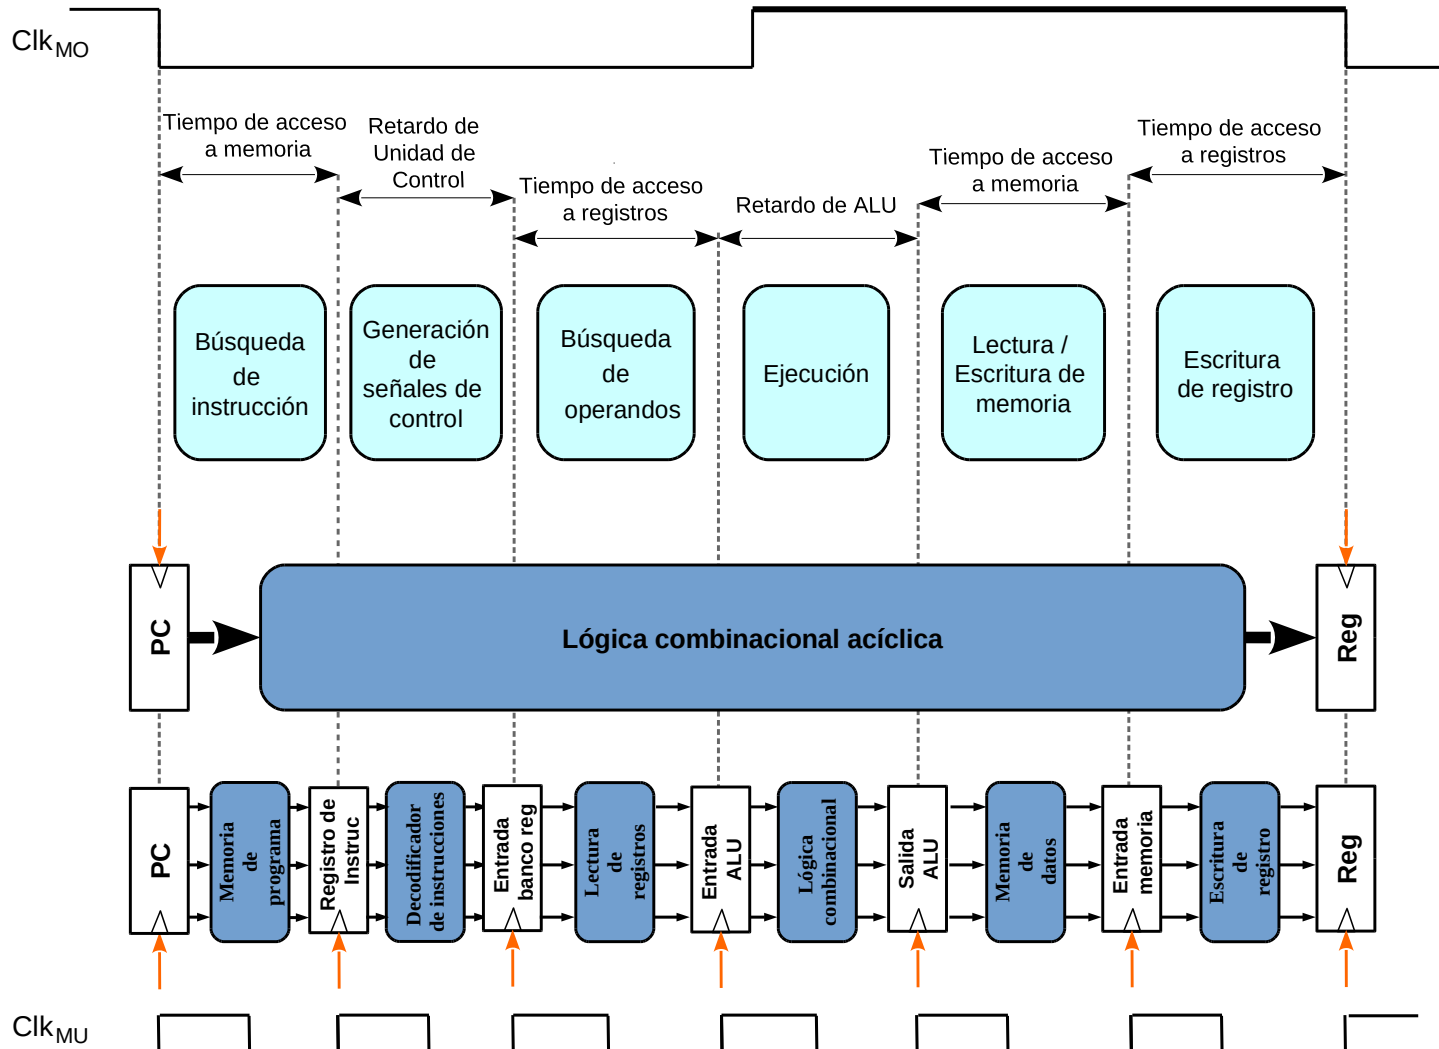 Clk MO
Tiempo de acceso
a memoria
Retardo de
Unidad de
Control
Tiempo de acceso
a registros
Retardo de ALU
Tiempo de acceso
a memoria
Tiempo de acceso
a registros
Búsqueda
de
instrucción
Generación
de
señales de
control
Búsqueda
de
operandos
Ejecución
Lectura /
Escritura de
memoria
Escritura
de registro
PC
Lógica combinacional acíclica
Reg
PC
Memoria
de
programa
Registro de
Instruc
Decodificador
de instrucciones
Entrada
banco reg
Lectura
de
registros
Entrada
ALU
Lógica
combinacional
Salida
ALU
Memoria
de
datos
Entrada
memoria
Escritura
de
registro
Reg
Clk MU